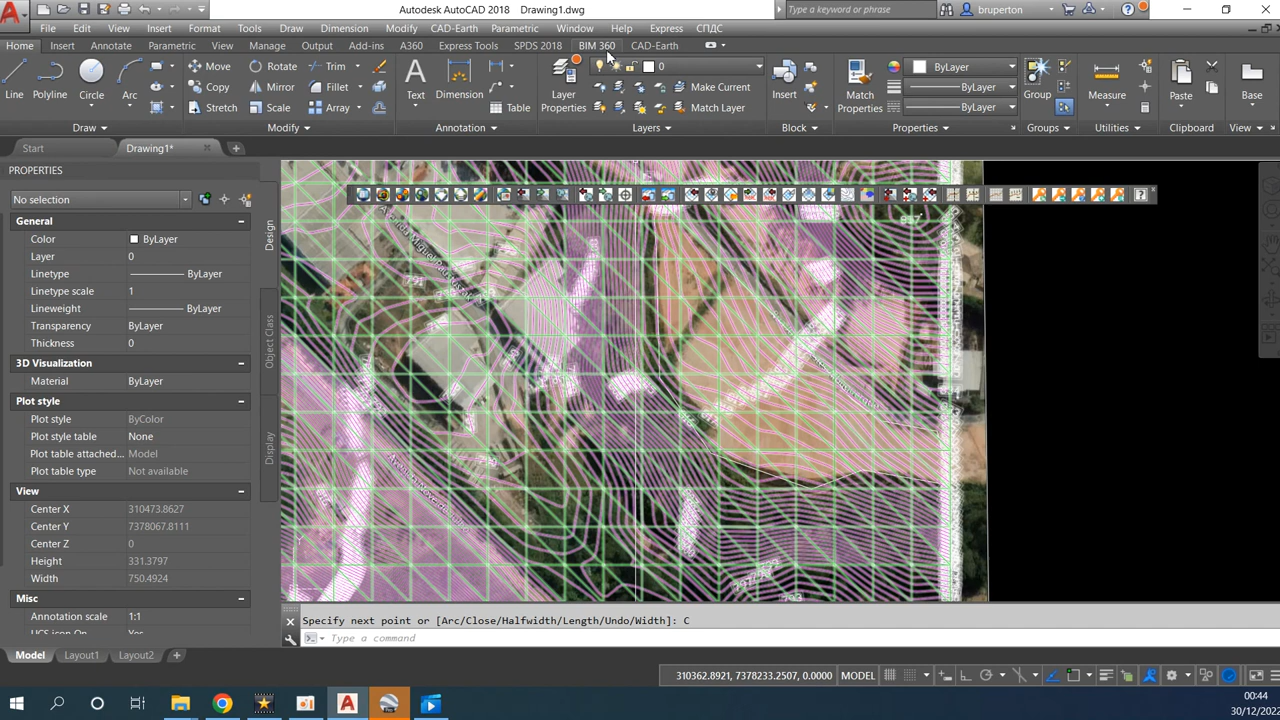 Autodesk AutoCAD 2018 Drawing1.dwg
Type a keyword or phrase
bruperton
File Edit View Insert Format Tools Draw Dimension Modify CAD-Earth Parametric Window Help Express СПДС
Home Insert Annotate Parametric View Manage Output Add-ins A360 Express Tools SPDS 2018 BIM 360 CAD-Earth
Line Polyline Circle Arc
Move Rotate Trim
Copy Mirror Fillet
Stretch Scale Array
Text Dimension Table
Layer Properties
0
Make Current
Match Layer
Insert
Match Properties
ByLayer
ByLayer
ByLayer
Group Measure Paste Base
Draw Modify Annotation Layers Block Properties Groups Utilities Clipboard View
Start Drawing1*
PROPERTIES
No selection
General
Color ByLayer
Layer 0
Linetype ByLayer
Linetype scale 1
Lineweight ByLayer
Transparency ByLayer
Thickness 0
3D Visualization
Material ByLayer
Plot style
Plot style ByColor
Plot style table None
Plot table attached... Model
Plot table type Not available
View
Center X 310473.8627
Center Y 7378067.8111
Center Z 0
Height 331.3797
Width 750.4924
Misc
Annotation scale 1:1
UCS icon On Yes
Design
Object Class
Display
Specify next point or [Arc/Close/Halfwidth/Length/Undo/Width]: C
Type a command
Model Layout1 Layout2
310362.8921, 7378233.2507, 0.0000 MODEL
00:44
30/12/2022